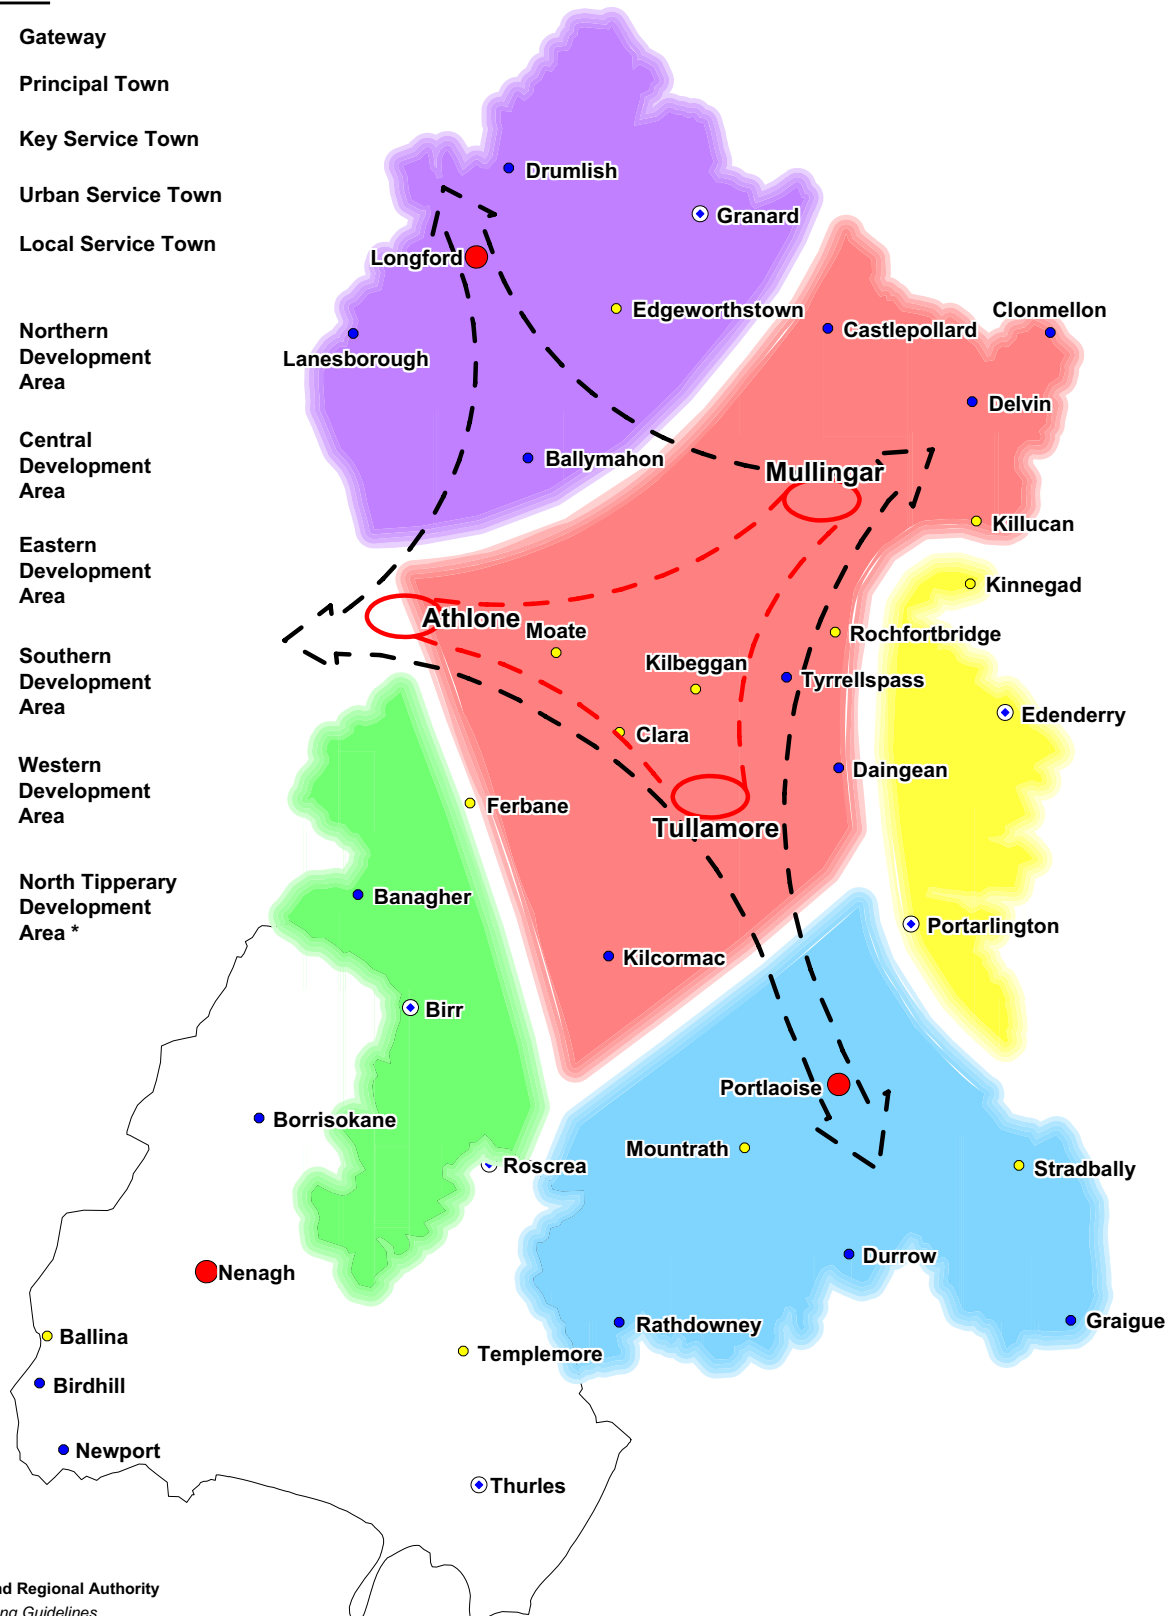 Gateway
Principal Town
Key Service Town
Urban Service Town
Local Service Town
Northern
Development
Area
Central
Development
Area
Eastern
Development
Area
Southern
Development
Area
Western
Development
Area
North Tipperary
Development
Area *
Drumlish
Granard
Longford
Edgeworthstown
Clonmellon
Castlepollard
Lanesborough
Delvin
Ballymahon
Mullingar
Killucan
Kinnegad
Athlone
Moate
Rochfortbridge
Kilbeggan
Tyrrellspass
Edenderry
Clara
Daingean
Ferbane
Tullamore
Banagher
Portarlington
Kilcormac
Birr
Portlaoise
Borrisokane
Mountrath
Roscrea
Stradbally
Durrow
Nenagh
Graigue
Rathdowney
Ballina
Templemore
Birdhill
Newport
Thurles
Regional Authority
Guidelines